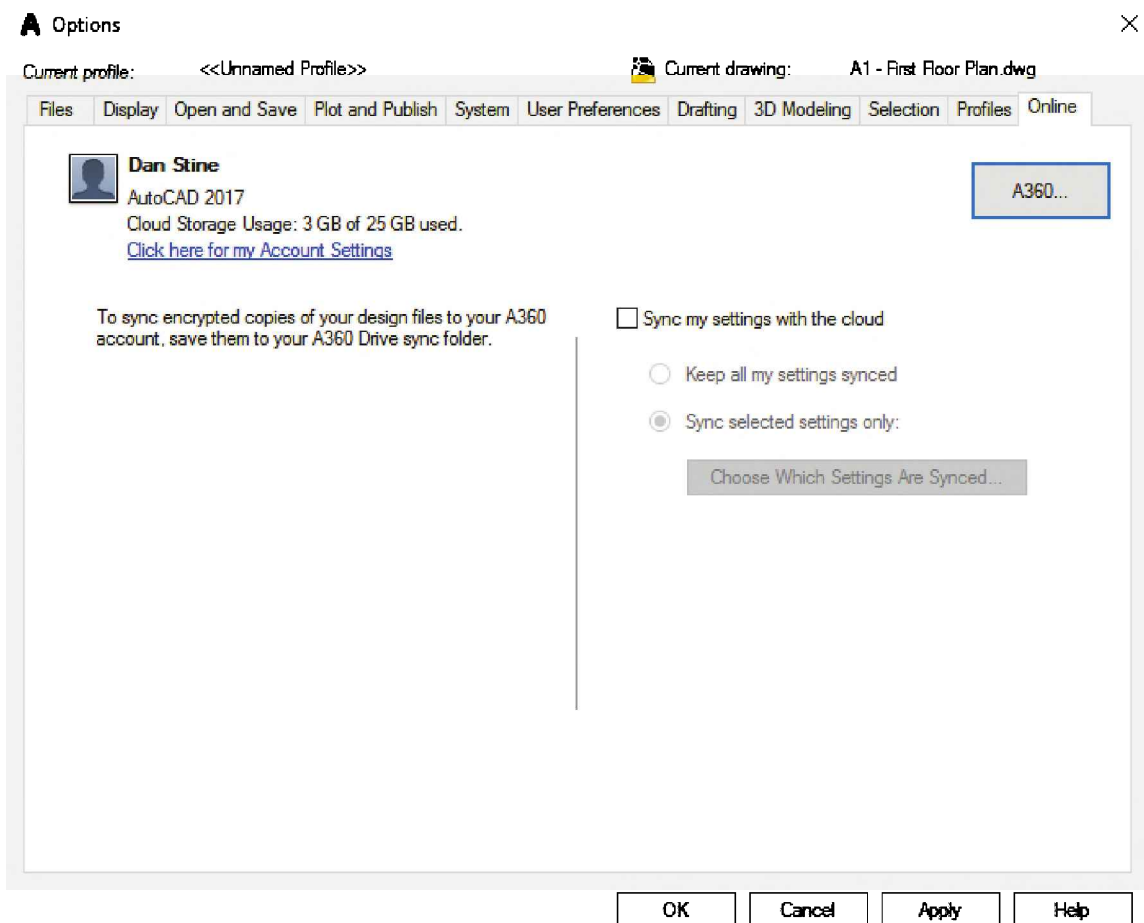 Options
Current profile: <<Unnamed Profile>> Current drawing: A1 - First Floor Plan.dwg
Files Display Open and Save Plot and Publish System User Preferences Drafting 3D Modeling Selection Profiles Online
Dan Stine
AutoCAD 2017
A360...
Cloud Storage Usage: 3 GB of 25 GB used.
Click here for my Account Settings
To sync encrypted copies of your design files to your A360
account, save them to your A360 Drive sync folder.
Sync my settings with the cloud
Keep all my settings synced
Sync selected settings only:
Choose Which Settings Are Synced...
OK Cancel Apply Help